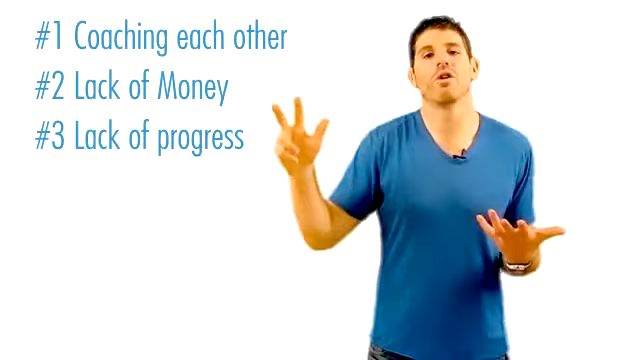 #1 Coaching each other
#2 Lack of Money
#3 Lack of progress